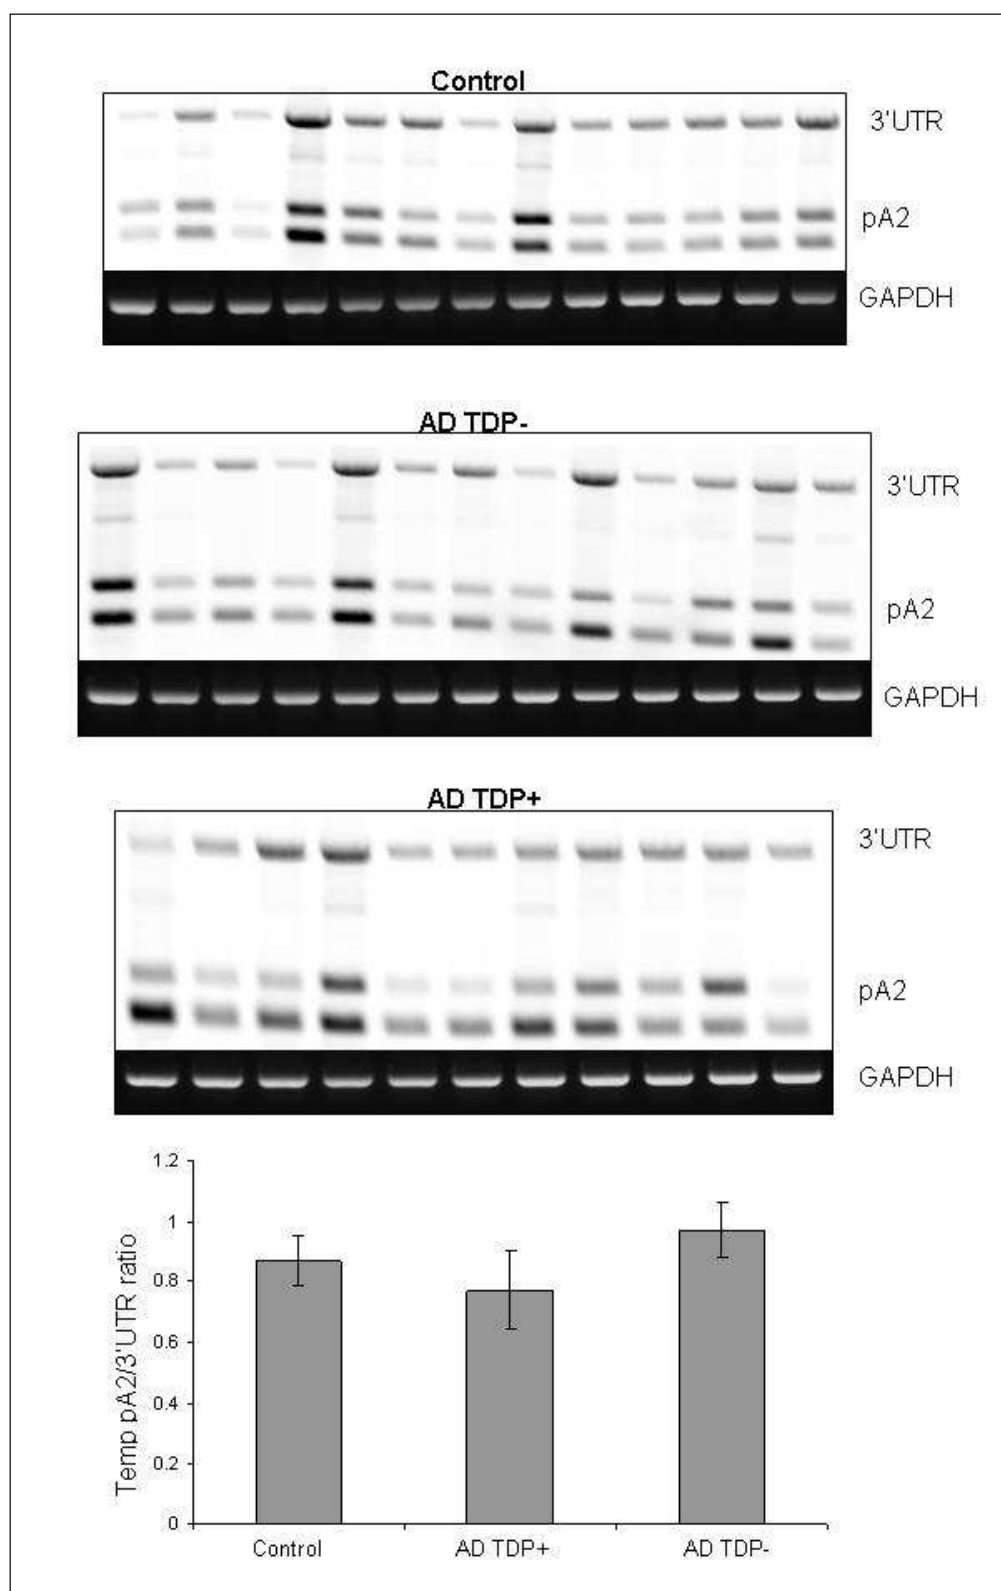 Control
3'UTR
pA2
GAPDH
AD TDP-
3'UTR
pA2
GAPDH
AD TDP+
3'UTR
pA2
GAPDH
Temp pA2/3'UTR ratio
1.2
1
0.8
0.6
0.4
0.2
0
Control AD TDP+ AD TDP-